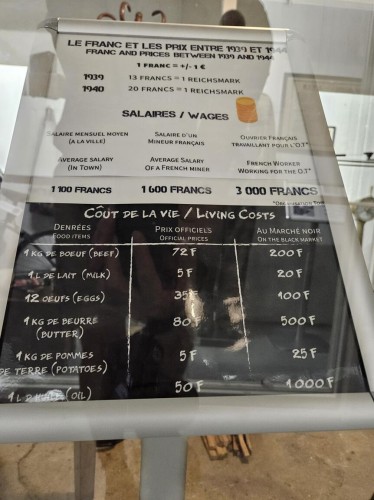 LE FRANC ET LES PRIX ENTRE 1939 ET 1944
FRANC AND PRICES BETWEEN 1939 AND 1944
1 FRANC = +/- 1 €
1939 13 FRANCS = 1 REICHSMARK
1940 20 FRANCS = 1 REICHSMARK
SALAIRES / WAGES
SALAIRE MENSUEL MOYEN SALAIRE D'UN OUVRIER FRANÇAIS
(A LA VILLE) MINEUR FRANÇAIS TRAVAILLANT POUR L'O.T*
AVERAGE SALARY AVERAGE SALARY FRENCH WORKER
(IN TOWN) OF A FRENCH MINER WORKING FOR THE O.T*
1 100 FRANCS 1 600 FRANCS 3 000 FRANCS
COÛT DE LA VIE / LIVING COSTS
DENRÉES PRIX OFFICIELS AU MARCHÉ NOIR
FOOD ITEMS OFFICIAL PRICES ON THE BLACK MARKET
1 KG DE BOEUF (BEEF) 72 F 200 F
1 L DE LAIT (MILK) 5 F 20 F
12 OEUFS (EGGS) 35 F 100 F
1 KG DE BEURRE 80 F 500 F
(BUTTER)
1 KG DE POMMES 5 F 25 F
DE TERRE (POTATOES)
1 L (OIL) 50 F 1000 F